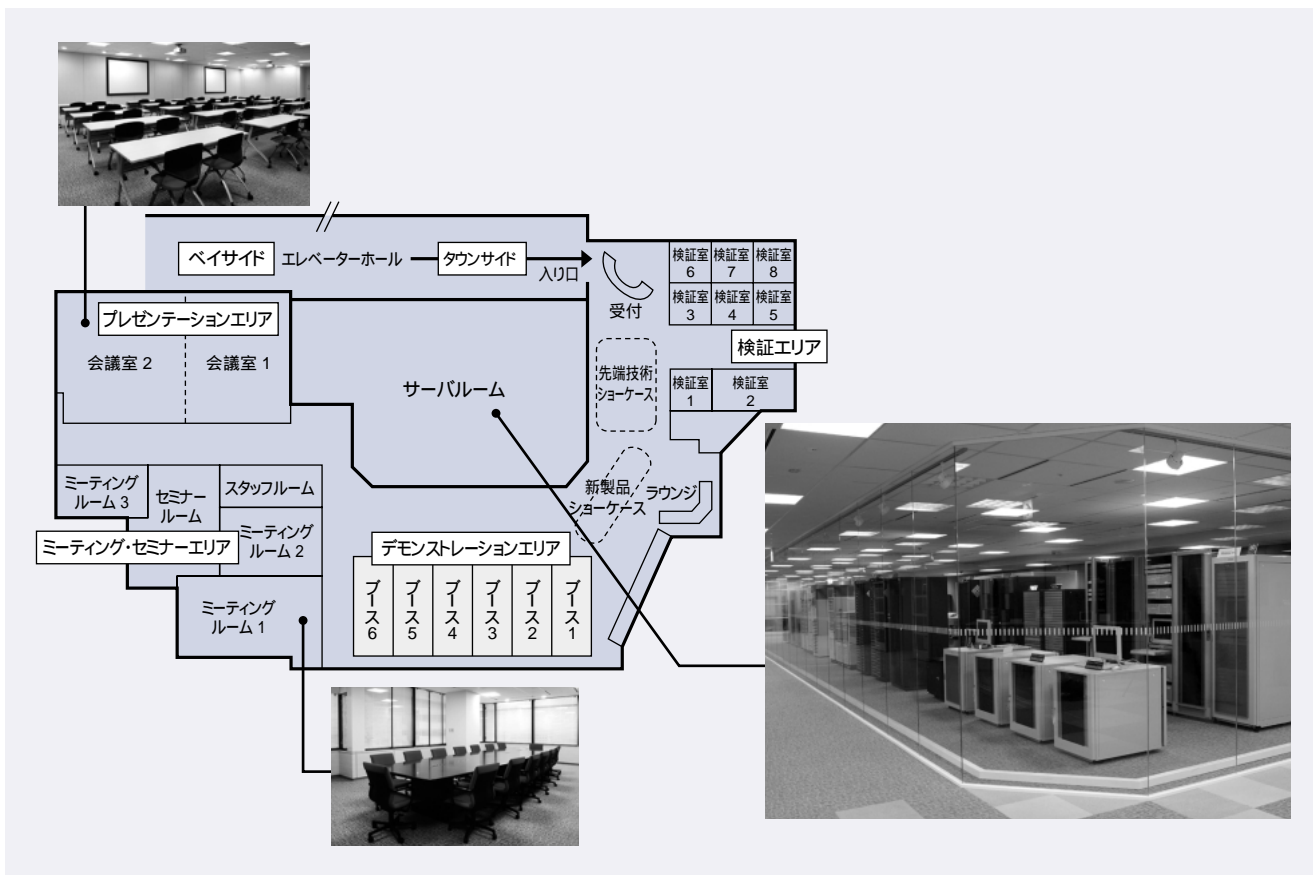 ベイサイド
エレベーターホール
タウンサイド
入り口
受付
検証室
6
検証室
7
検証室
8
検証室
3
検証室
4
検証室
5
検証エリア
プレゼンテーションエリア
会議室 2
会議室 1
サーバルーム
先端技術
ショーケース
検証室
1
検証室
2
ミーティング
ルーム 3
セミナー
ルーム
スタッフルーム
ミーティング
ルーム 2
ミーティング・セミナーエリア
新製品
ショーケース
ラウンジ
デモンストレーションエリア
ブース6
ブース5
ブース4
ブース3
ブース2
ブース1
ミーティング
ルーム 1